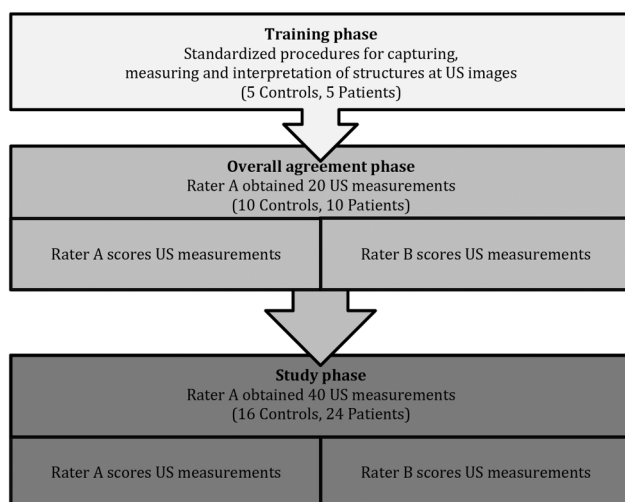 Training phase
Standardized procedures for capturing,
measuring and interpretation of structures at US images
(5 Controls, 5 Patients)
Overall agreement phase
Rater A obtained 20 US measurements
(10 Controls, 10 Patients)
Rater A scores US measurements
Rater B scores US measurements
Study phase
Rater A obtained 40 US measurements
(16 Controls, 24 Patients)
Rater A scores US measurements
Rater B scores US measurements